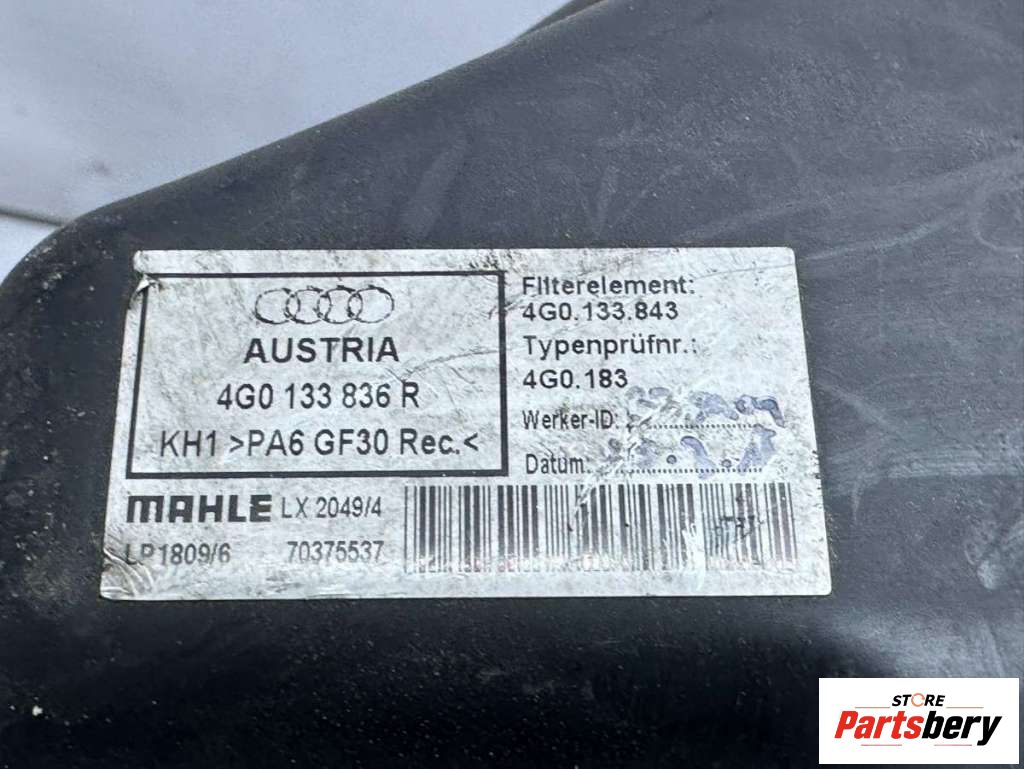 AUSTRIA
4G0 133 836 R
KH1 >PA6 GF30 Rec.<
Filterelement:
4G0.133.843
Typenprüfnr.:
4G0.183
Werker-ID:
Datum:
MAHLE LX 2049/4
LP1809/6 70375537
STORE
Partsbery